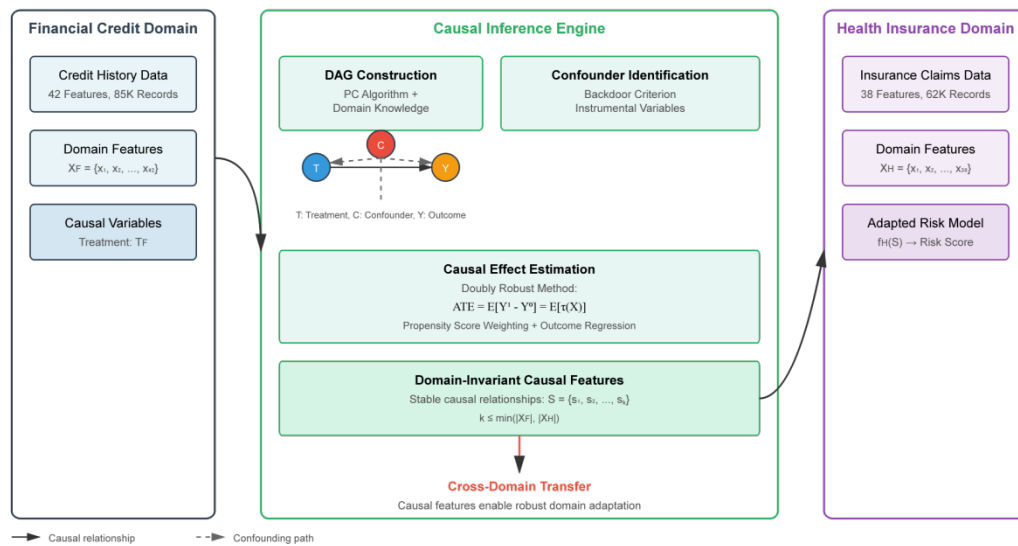 Financial Credit Domain
Credit History Data
42 Features, 85K Records
Domain Features
XF = {x₁, x₂, ..., x₄₂}
Causal Variables
Treatment: TF
Causal Inference Engine
DAG Construction
PC Algorithm +
Domain Knowledge
Confounder Identification
Backdoor Criterion
Instrumental Variables
C
T
Y
T: Treatment, C: Confounder, Y: Outcome
Causal Effect Estimation
Doubly Robust Method:
ATE = E[Y¹ - Y⁰] = E[τ(X)]
Propensity Score Weighting + Outcome Regression
Domain-Invariant Causal Features
Stable causal relationships: S = {s₁, s₂, ..., sₖ}
k ≤ min(|XF|, |XH|)
Cross-Domain Transfer
Causal features enable robust domain adaptation
Health Insurance Domain
Insurance Claims Data
38 Features, 62K Records
Domain Features
XH = {x₁, x₂, ..., x₃₈}
Adapted Risk Model
fH(S) → Risk Score
Causal relationship
Confounding path